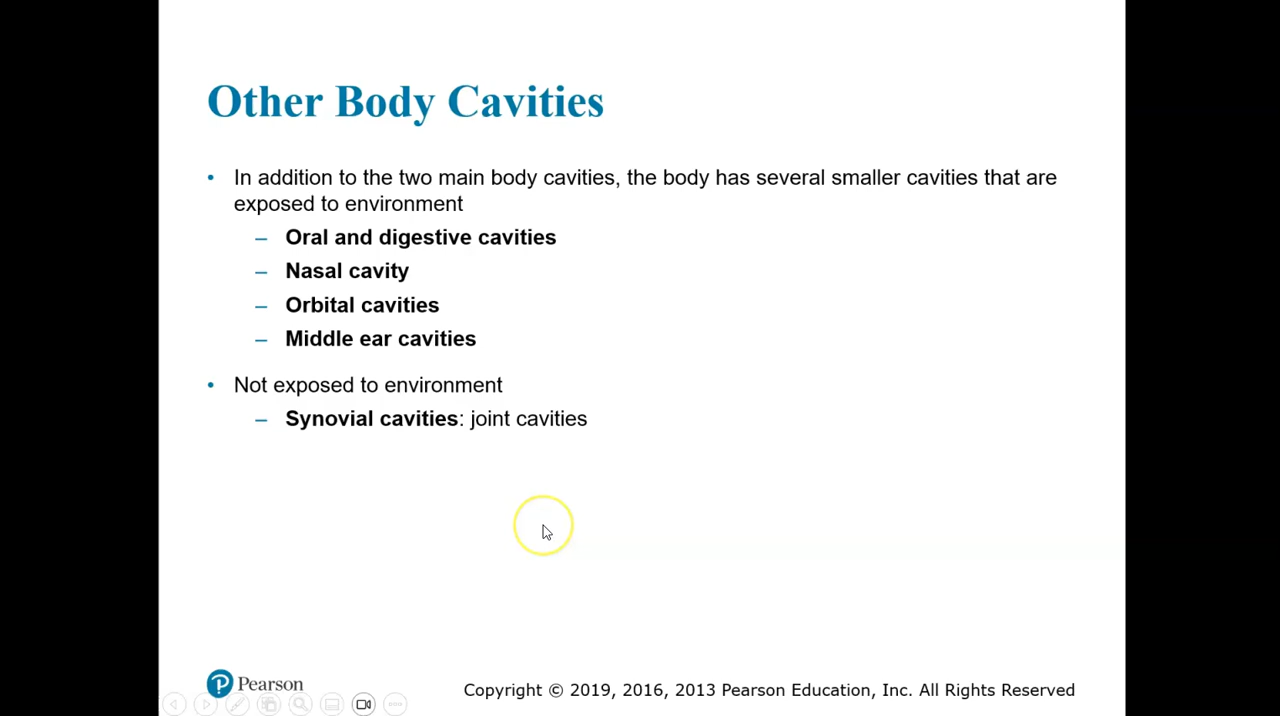 Other Body Cavities
• In addition to the two main body cavities, the body has several smaller cavities that are
exposed to environment
– Oral and digestive cavities
– Nasal cavity
– Orbital cavities
– Middle ear cavities
• Not exposed to environment
– Synovial cavities: joint cavities
P Pearson
Copyright © 2019, 2016, 2013 Pearson Education, Inc. All Rights Reserved